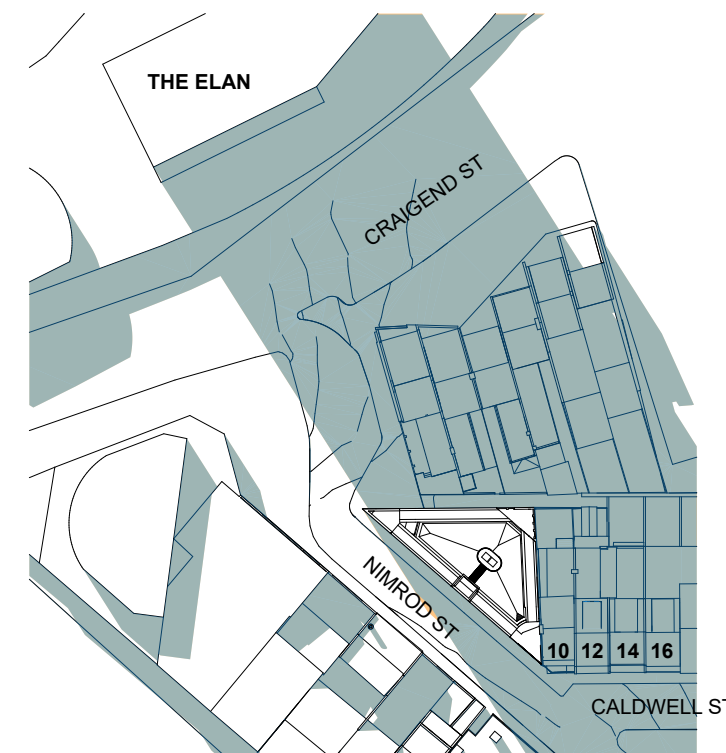 THE ELAN
CRAIGEND ST
NIMROD ST
10 12 14 16
CALDWELL ST